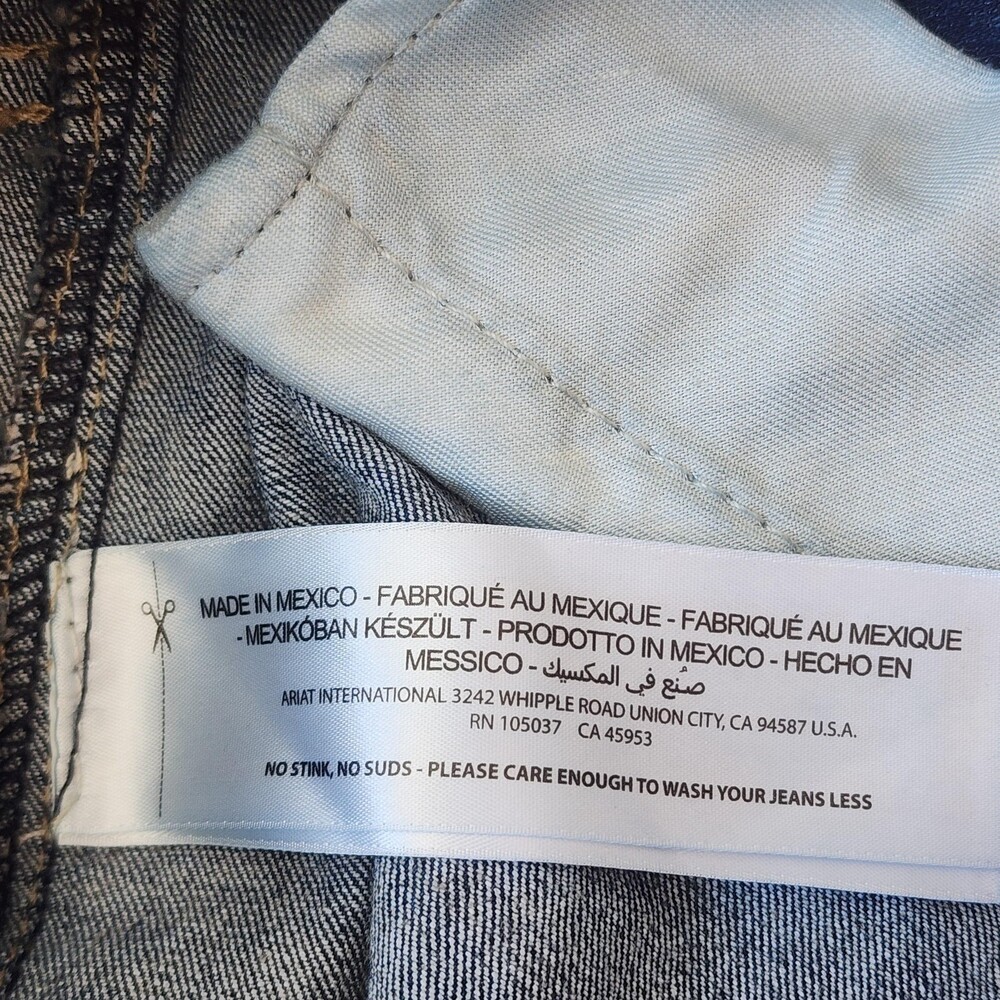 MADE IN MEXICO - FABRIQUÉ AU MEXIQUE - FABRIQUÉ AU MEXIQUE
- MEXIKÓBAN KÉSZÜLT - PRODOTTO IN MEXICO - HECHO EN
MESSICO - صُنع في المكسيك
ARIAT INTERNATIONAL 3242 WHIPPLE ROAD UNION CITY, CA 94587 U.S.A.
RN 105037 CA 45953
NO STINK, NO SUDS - PLEASE CARE ENOUGH TO WASH YOUR JEANS LESS